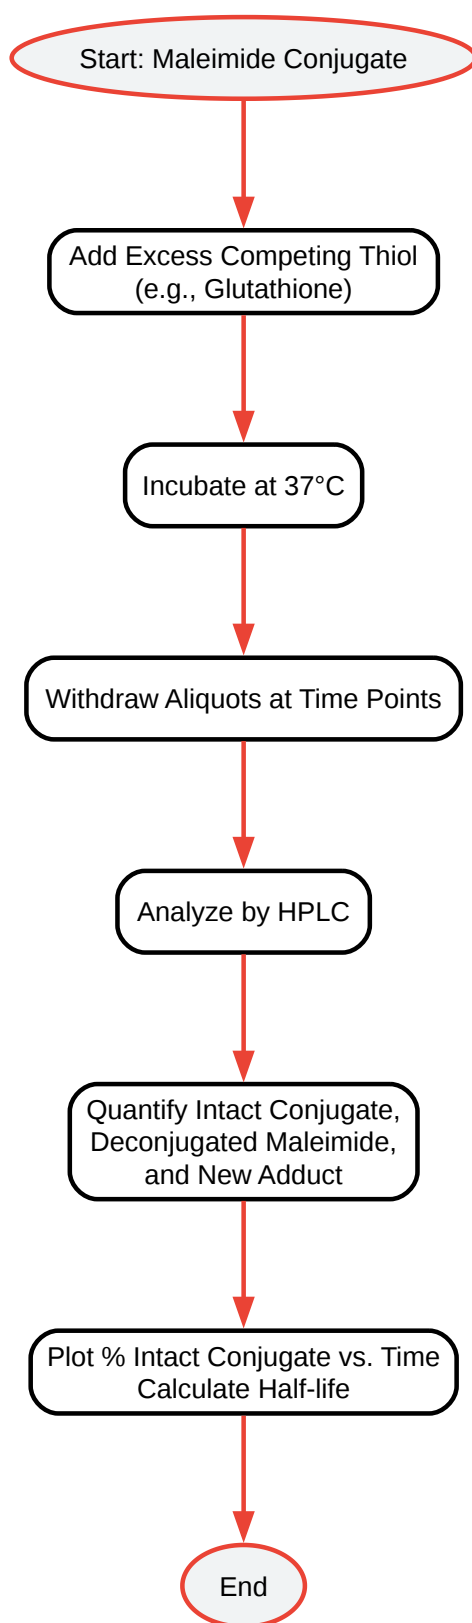 Start: Maleimide Conjugate
Add Excess Competing Thiol
(e.g., Glutathione)
Incubate at 37°C
Withdraw Aliquots at Time Points
Analyze by HPLC
Quantify Intact Conjugate,
Deconjugated Maleimide,
and New Adduct
Plot % Intact Conjugate vs. Time
Calculate Half-life
End